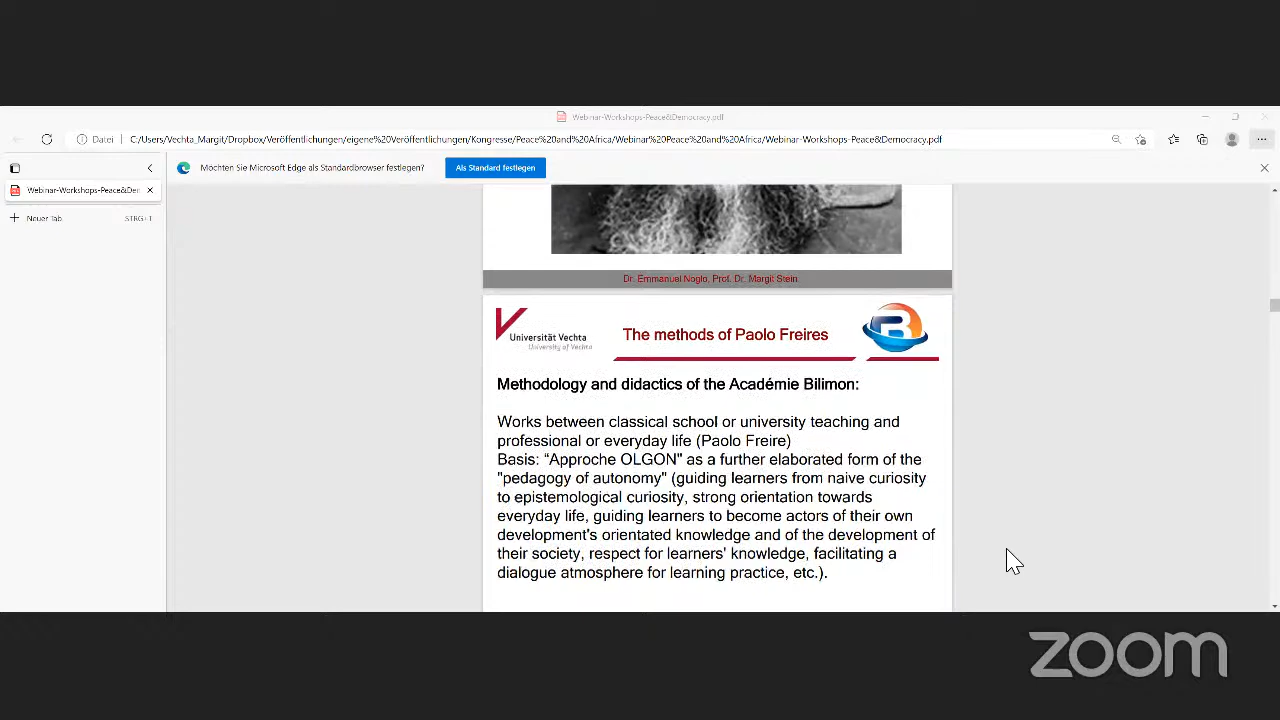 Webinar-Workshops-Peace&Democracy.pdf
Datei C:/Users/Vechta_Margit/Dropbox/Veröffentlichungen/eigene%20Veröffentlichungen/Kongresse/Peace%20and%20Africa/Webinar%20Peace%20and%20Africa/Webinar-Workshops-Peace&Democracy.pdf
Möchten Sie Microsoft Edge als Standardbrowser festlegen? Als Standard festlegen
Webinar-Workshops-Peace&Den
Neuer Tab STRG+T
Dr. Emmanuel Noglo, Prof. Dr. Margit Stein
Universität Vechta
University of Vechta
The methods of Paolo Freires
B
Methodology and didactics of the Académie Bilimon:
Works between classical school or university teaching and
professional or everyday life (Paolo Freire)
Basis: “Approche OLGON" as a further elaborated form of the
"pedagogy of autonomy" (guiding learners from naive curiosity
to epistemological curiosity, strong orientation towards
everyday life, guiding learners to become actors of their own
development's orientated knowledge and of the development of
their society, respect for learners' knowledge, facilitating a
dialogue atmosphere for learning practice, etc.).
zoom